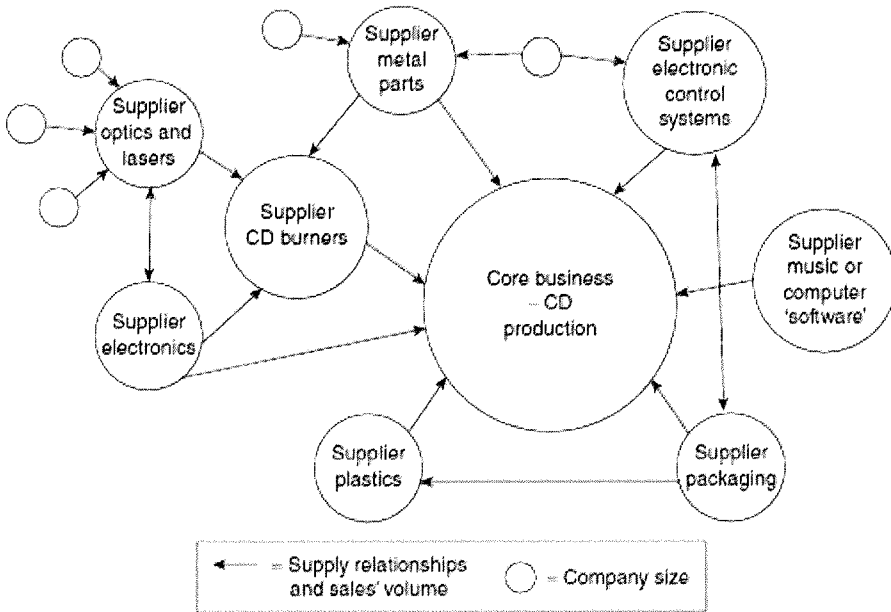 Supplier
metal
parts
Supplier
electronic
control
systems
Supplier
optics and
lasers
Supplier
CD burners
Supplier
music or
computer
'software'
Core business
– CD
production
Supplier
electronics
Supplier
plastics
Supplier
packaging
= Supply relationships
and sales' volume
= Company size